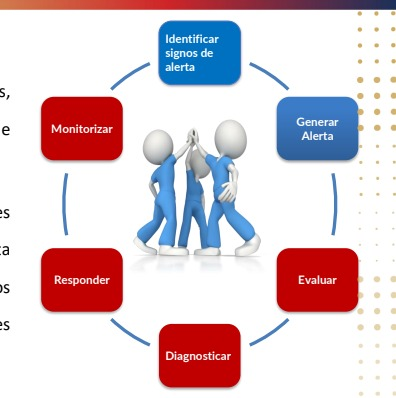 Identificar
signos de
alerta
Generar
Alerta
Evaluar
Diagnosticar
Responder
Monitorizar